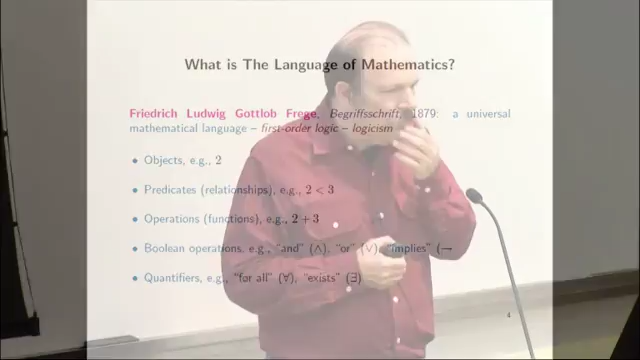 What is The Language of Mathematics?
Friedrich Ludwig Gottlob Frege, Begriffsschrift, 1879: a universal
mathematical language – first-order logic – logicism
• Objects, e.g., 2
• Predicates (relationships), e.g., 2 < 3
• Operations (functions), e.g., 2 + 3
• Boolean operations, e.g., "and" (∧), "or" (∨), "implies" (→
• Quantifiers, e.g., "for all" (∀), "exists" (∃)
4